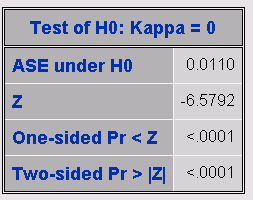 Test of H0: Kappa = 0
ASE under H0 0.0110
Z -6.5792
One-sided Pr < Z <.0001
Two-sided Pr > |Z| <.0001